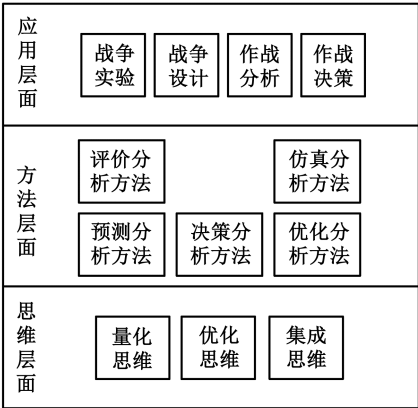 应用层面
战争实验
战争设计
作战分析
作战决策
方法层面
评价分析方法
仿真分析方法
预测分析方法
决策分析方法
优化分析方法
思维层面
量化思维
优化思维
集成思维